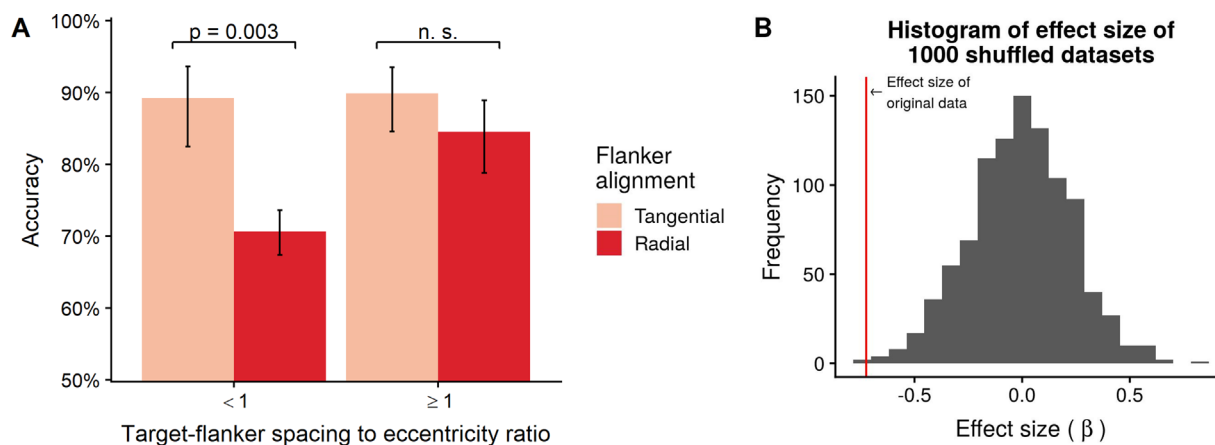 A
100%
90%
80%
70%
60%
50%
Accuracy
p = 0.003
n. s.
< 1
≥ 1
Target-flanker spacing to eccentricity ratio
Flanker
alignment
Tangential
Radial
B
Histogram of effect size of
1000 shuffled datasets
← Effect size of
original data
150
100
50
0
Frequency
-0.5
0.0
0.5
Effect size ( β )